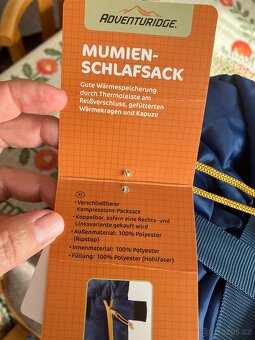 ADVENTURIDGE®
MUMIEN-
SCHLAFSACK
Gute Wärmespeicherung
durch Thermoleiste am
Reißverschluss, gefütterten
Wärmekragen und Kapuze
• Verschließbarer
Kompressions-Packsack
• Koppelbar, sofern eine Rechts- und
Linksvariante gekauft wird
• Außenmaterial: 100% Polyester
(Ripstop)
• Innenmaterial: 100% Polyester
• Füllung: 100% Polyester (Hohlfaser)